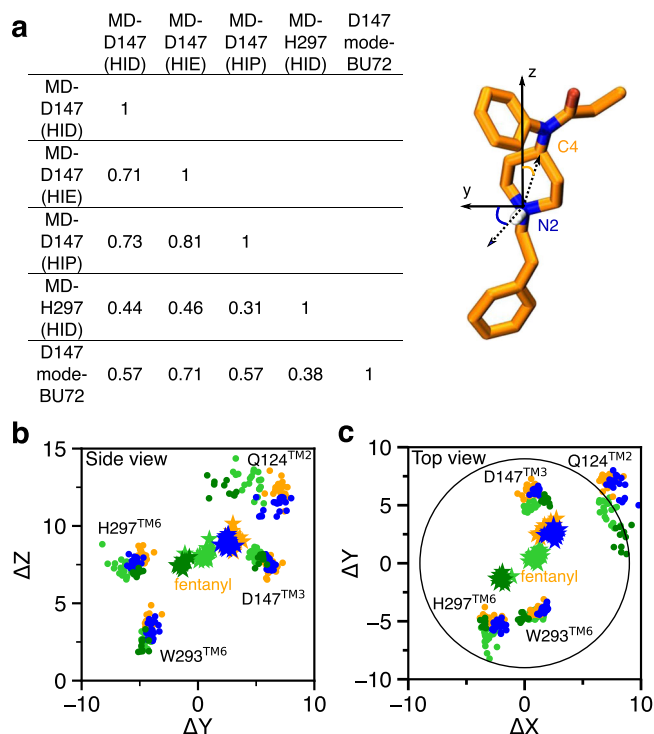 a
MD-
D147
(HID)
MD-
D147
(HIE)
MD-
D147
(HIP)
MD-
H297
(HID)
D147
mode-
BU72
MD-
D147
(HID)
1
MD-
D147
(HIE)
0.71 1
MD-
D147
(HIP)
0.73 0.81 1
MD-
H297
(HID)
0.44 0.46 0.31 1
D147
mode-
BU72
0.57 0.71 0.57 0.38 1
z
C4
y
N2
b
Side view
Q124TM2
H297TM6
fentanyl
D147TM3
W293TM6
15
10
5
0
ΔZ
−10 0 10
ΔY
c
Top view
Q124TM2
D147TM3
fentanyl
H297TM6
W293TM6
10
5
0
−5
−10
ΔY
−10 −5 0 5 10
ΔX